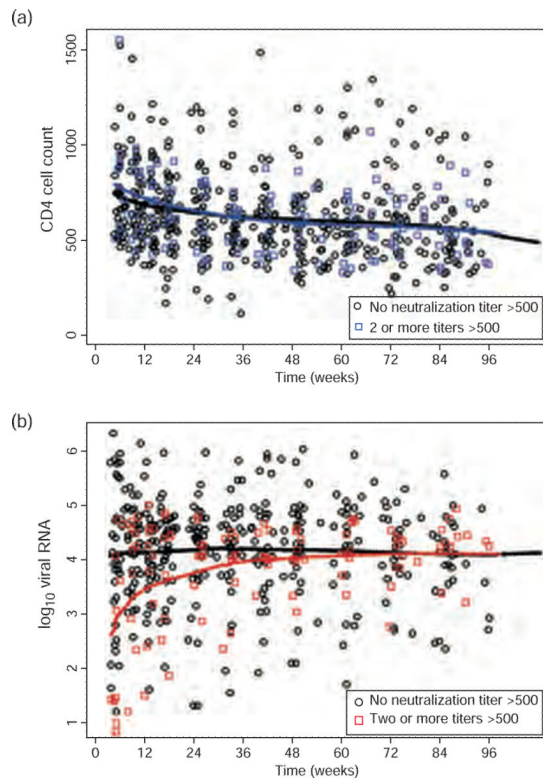 (a)
1500
1000
500
0
CD4 cell count
No neutralization titer >500
2 or more titers >500
0 12 24 36 48 60 72 84 96
Time (weeks)
(b)
6
5
4
3
2
1
log10 viral RNA
No neutralization titer >500
Two or more titers >500
0 12 24 36 48 60 72 84 96
Time (weeks)